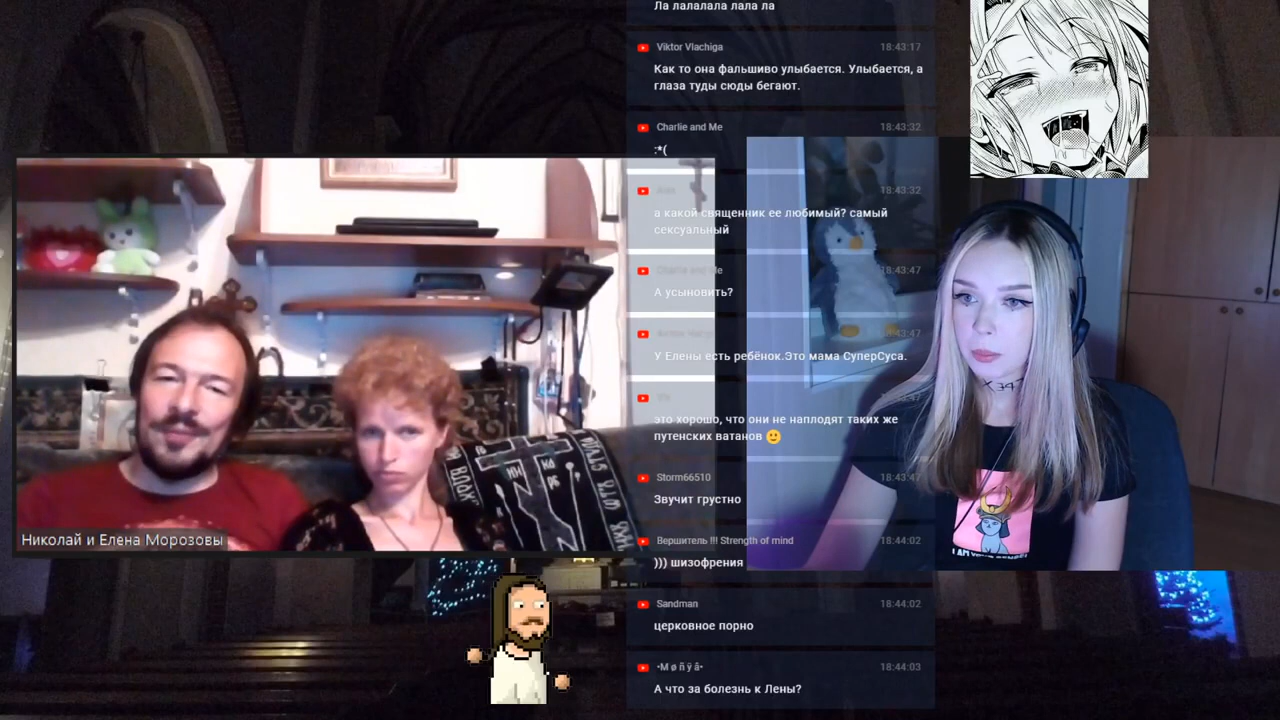 Ла лалалала лала ла
Viktor Vlachiga 18:43:17
Как то она фальшиво улыбается. Улыбается, а
глаза туды сюды бегают.
Charlie and Me 18:43:32
:*(
18:43:32
а какой священник ее любимый? самый
сексуальный
Charlie and Me 18:43:47
А усыновить?
18:43:47
У Елены есть ребёнок.Это мама СуперСуса.
это хорошо, что они не наплодят таких же
путенских ватанов 🙂
Storm66510 18:43:47
Звучит грустно
Вершитель !!! Strength of mind 18:44:02
))) шизофрения
Sandman 18:44:02
церковное порно
•M ø ñ ÿ â• 18:44:03
А что за болезнь к Лены?
Николай и Елена Морозовы